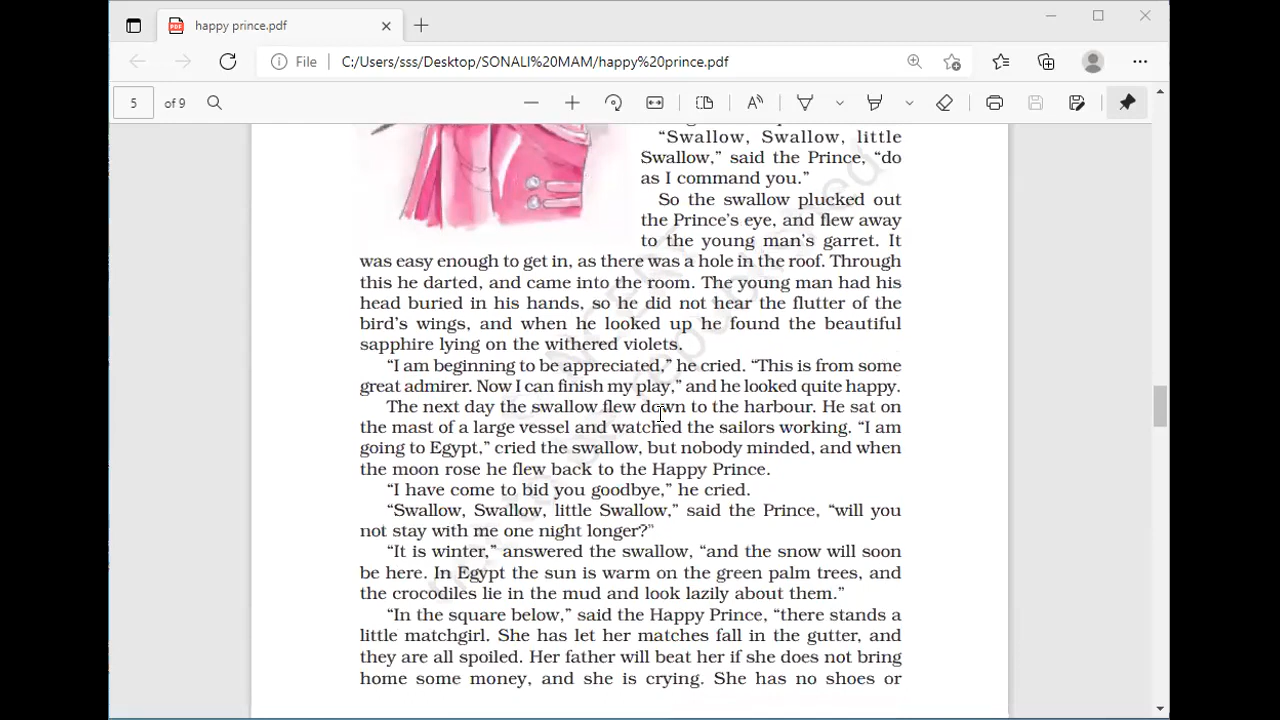 happy prince.pdf
File
C:/Users/sss/Desktop/SONALI%20MAM/happy%20prince.pdf
5 of 9
“Swallow, Swallow, little
Swallow,” said the Prince, “do
as I command you.”
So the swallow plucked out
the Prince’s eye, and flew away
to the young man’s garret. It
was easy enough to get in, as there was a hole in the roof. Through
this he darted, and came into the room. The young man had his
head buried in his hands, so he did not hear the flutter of the
bird’s wings, and when he looked up he found the beautiful
sapphire lying on the withered violets.
“I am beginning to be appreciated,” he cried. “This is from some
great admirer. Now I can finish my play,” and he looked quite happy.
The next day the swallow flew down to the harbour. He sat on
the mast of a large vessel and watched the sailors working. “I am
going to Egypt,” cried the swallow, but nobody minded, and when
the moon rose he flew back to the Happy Prince.
“I have come to bid you goodbye,” he cried.
“Swallow, Swallow, little Swallow,” said the Prince, “will you
not stay with me one night longer?”
“It is winter,” answered the swallow, “and the snow will soon
be here. In Egypt the sun is warm on the green palm trees, and
the crocodiles lie in the mud and look lazily about them.”
“In the square below,” said the Happy Prince, “there stands a
little matchgirl. She has let her matches fall in the gutter, and
they are all spoiled. Her father will beat her if she does not bring
home some money, and she is crying. She has no shoes or